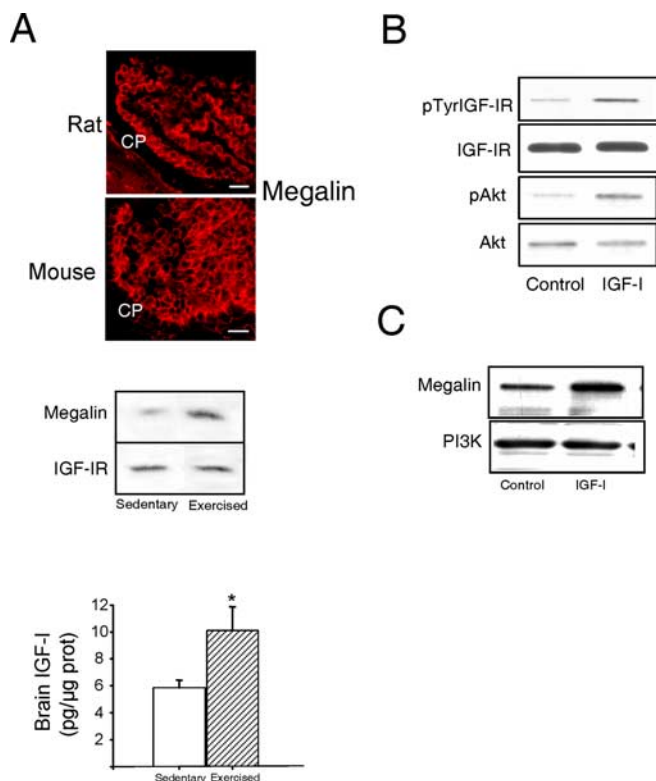 A
Rat
CP
Megalin
Mouse
CP
Megalin
IGF-IR
Sedentary Exercised
Brain IGF-I
(pg/µg prot)
12
10
8
6
4
2
*
Sedentary Exercised
B
pTyrIGF-IR
IGF-IR
pAkt
Akt
Control IGF-I
C
Megalin
PI3K
Control IGF-I